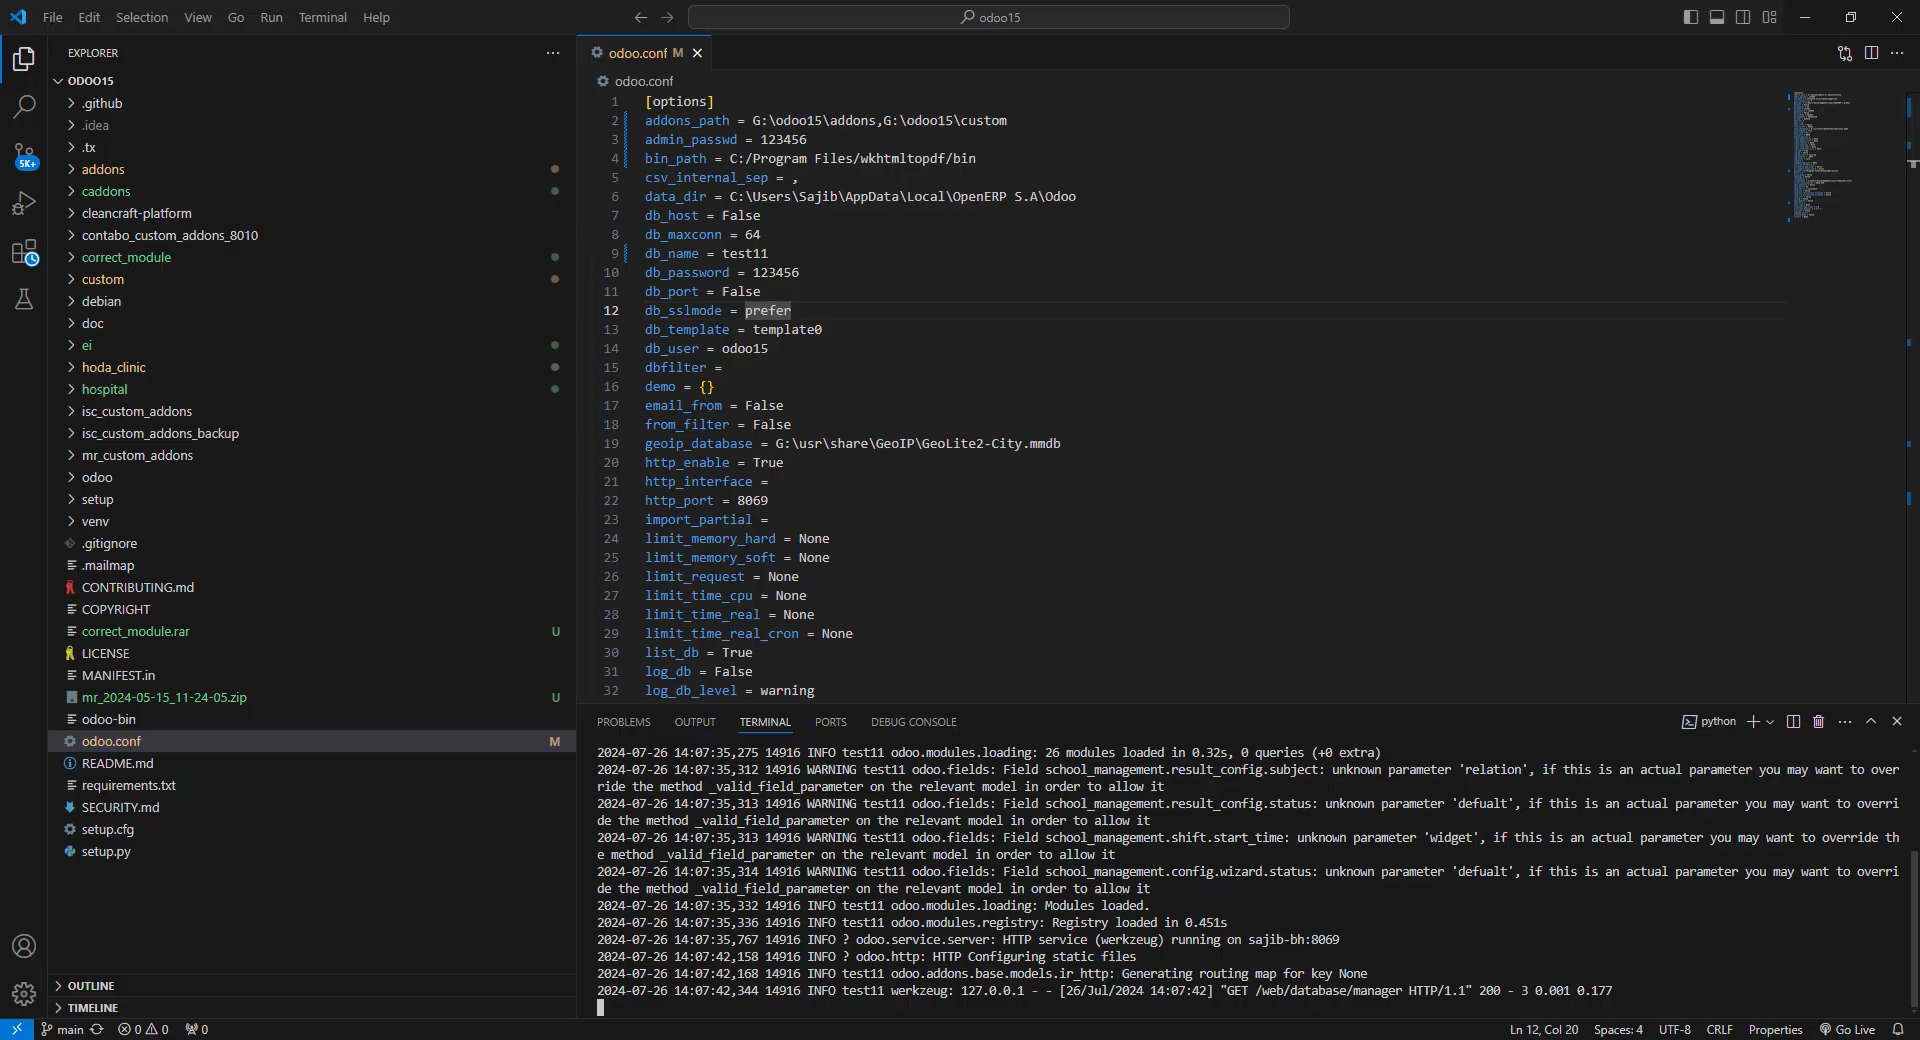 File Edit Selection View Go Run Terminal Help
odoo15
EXPLORER
ODOO15
.github
.idea
.tx
addons
caddons
cleancraft-platform
contabo_custom_addons_8010
correct_module
custom
debian
doc
ei
hoda_clinic
hospital
isc_custom_addons
isc_custom_addons_backup
mr_custom_addons
odoo
setup
venv
.gitignore
.mailmap
CONTRIBUTING.md
COPYRIGHT
correct_module.rar U
LICENSE
MANIFEST.in
mr_2024-05-15_11-24-05.zip U
odoo-bin
odoo.conf M
README.md
requirements.txt
SECURITY.md
setup.cfg
setup.py
OUTLINE
TIMELINE
5K+
odoo.conf M
odoo.conf
1 [options]
2 addons_path = G:\odoo15\addons,G:\odoo15\custom
3 admin_passwd = 123456
4 bin_path = C:/Program Files/wkhtmltopdf/bin
5 csv_internal_sep = ,
6 data_dir = C:\Users\Sajib\AppData\Local\OpenERP S.A\Odoo
7 db_host = False
8 db_maxconn = 64
9 db_name = test11
10 db_password = 123456
11 db_port = False
12 db_sslmode = prefer
13 db_template = template0
14 db_user = odoo15
15 dbfilter =
16 demo = {}
17 email_from = False
18 from_filter = False
19 geoip_database = G:\usr\share\GeoIP\GeoLite2-City.mmdb
20 http_enable = True
21 http_interface =
22 http_port = 8069
23 import_partial =
24 limit_memory_hard = None
25 limit_memory_soft = None
26 limit_request = None
27 limit_time_cpu = None
28 limit_time_real = None
29 limit_time_real_cron = None
30 list_db = True
31 log_db = False
32 log_db_level = warning
PROBLEMS OUTPUT TERMINAL PORTS DEBUG CONSOLE
python
2024-07-26 14:07:35,275 14916 INFO test11 odoo.modules.loading: 26 modules loaded in 0.32s, 0 queries (+0 extra)
2024-07-26 14:07:35,312 14916 WARNING test11 odoo.fields: Field school_management.result_config.subject: unknown parameter 'relation', if this is an actual parameter you may want to over
ride the method _valid_field_parameter on the relevant model in order to allow it
2024-07-26 14:07:35,313 14916 WARNING test11 odoo.fields: Field school_management.result_config.status: unknown parameter 'defualt', if this is an actual parameter you may want to overri
de the method _valid_field_parameter on the relevant model in order to allow it
2024-07-26 14:07:35,313 14916 WARNING test11 odoo.fields: Field school_management.shift.start_time: unknown parameter 'widget', if this is an actual parameter you may want to override th
e method _valid_field_parameter on the relevant model in order to allow it
2024-07-26 14:07:35,314 14916 WARNING test11 odoo.fields: Field school_management.config.wizard.status: unknown parameter 'defualt', if this is an actual parameter you may want to overri
de the method _valid_field_parameter on the relevant model in order to allow it
2024-07-26 14:07:35,332 14916 INFO test11 odoo.modules.loading: Modules loaded.
2024-07-26 14:07:35,336 14916 INFO test11 odoo.modules.registry: Registry loaded in 0.451s
2024-07-26 14:07:35,767 14916 INFO ? odoo.service.server: HTTP service (werkzeug) running on sajib-bh:8069
2024-07-26 14:07:42,158 14916 INFO ? odoo.http: HTTP Configuring static files
2024-07-26 14:07:42,168 14916 INFO test11 odoo.addons.base.models.ir_http: Generating routing map for key None
2024-07-26 14:07:42,344 14916 INFO test11 werkzeug: 127.0.0.1 - - [26/Jul/2024 14:07:42] "GET /web/database/manager HTTP/1.1" 200 - 3 0.001 0.177
main 0 0 0
Ln 12, Col 20 Spaces: 4 UTF-8 CRLF Properties Go Live